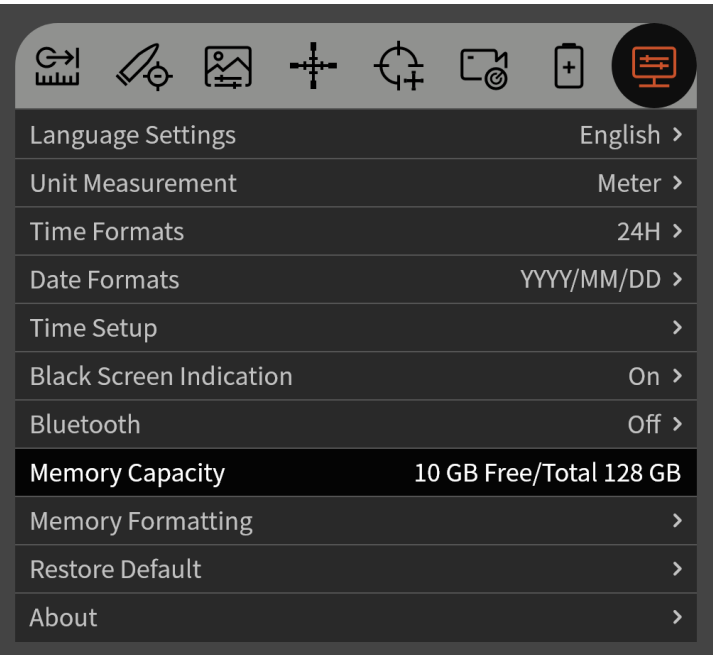 Language Settings English >
Unit Measurement Meter >
Time Formats 24H >
Date Formats YYYY/MM/DD >
Time Setup >
Black Screen Indication On >
Bluetooth Off >
Memory Capacity 10 GB Free/Total 128 GB
Memory Formatting >
Restore Default >
About >